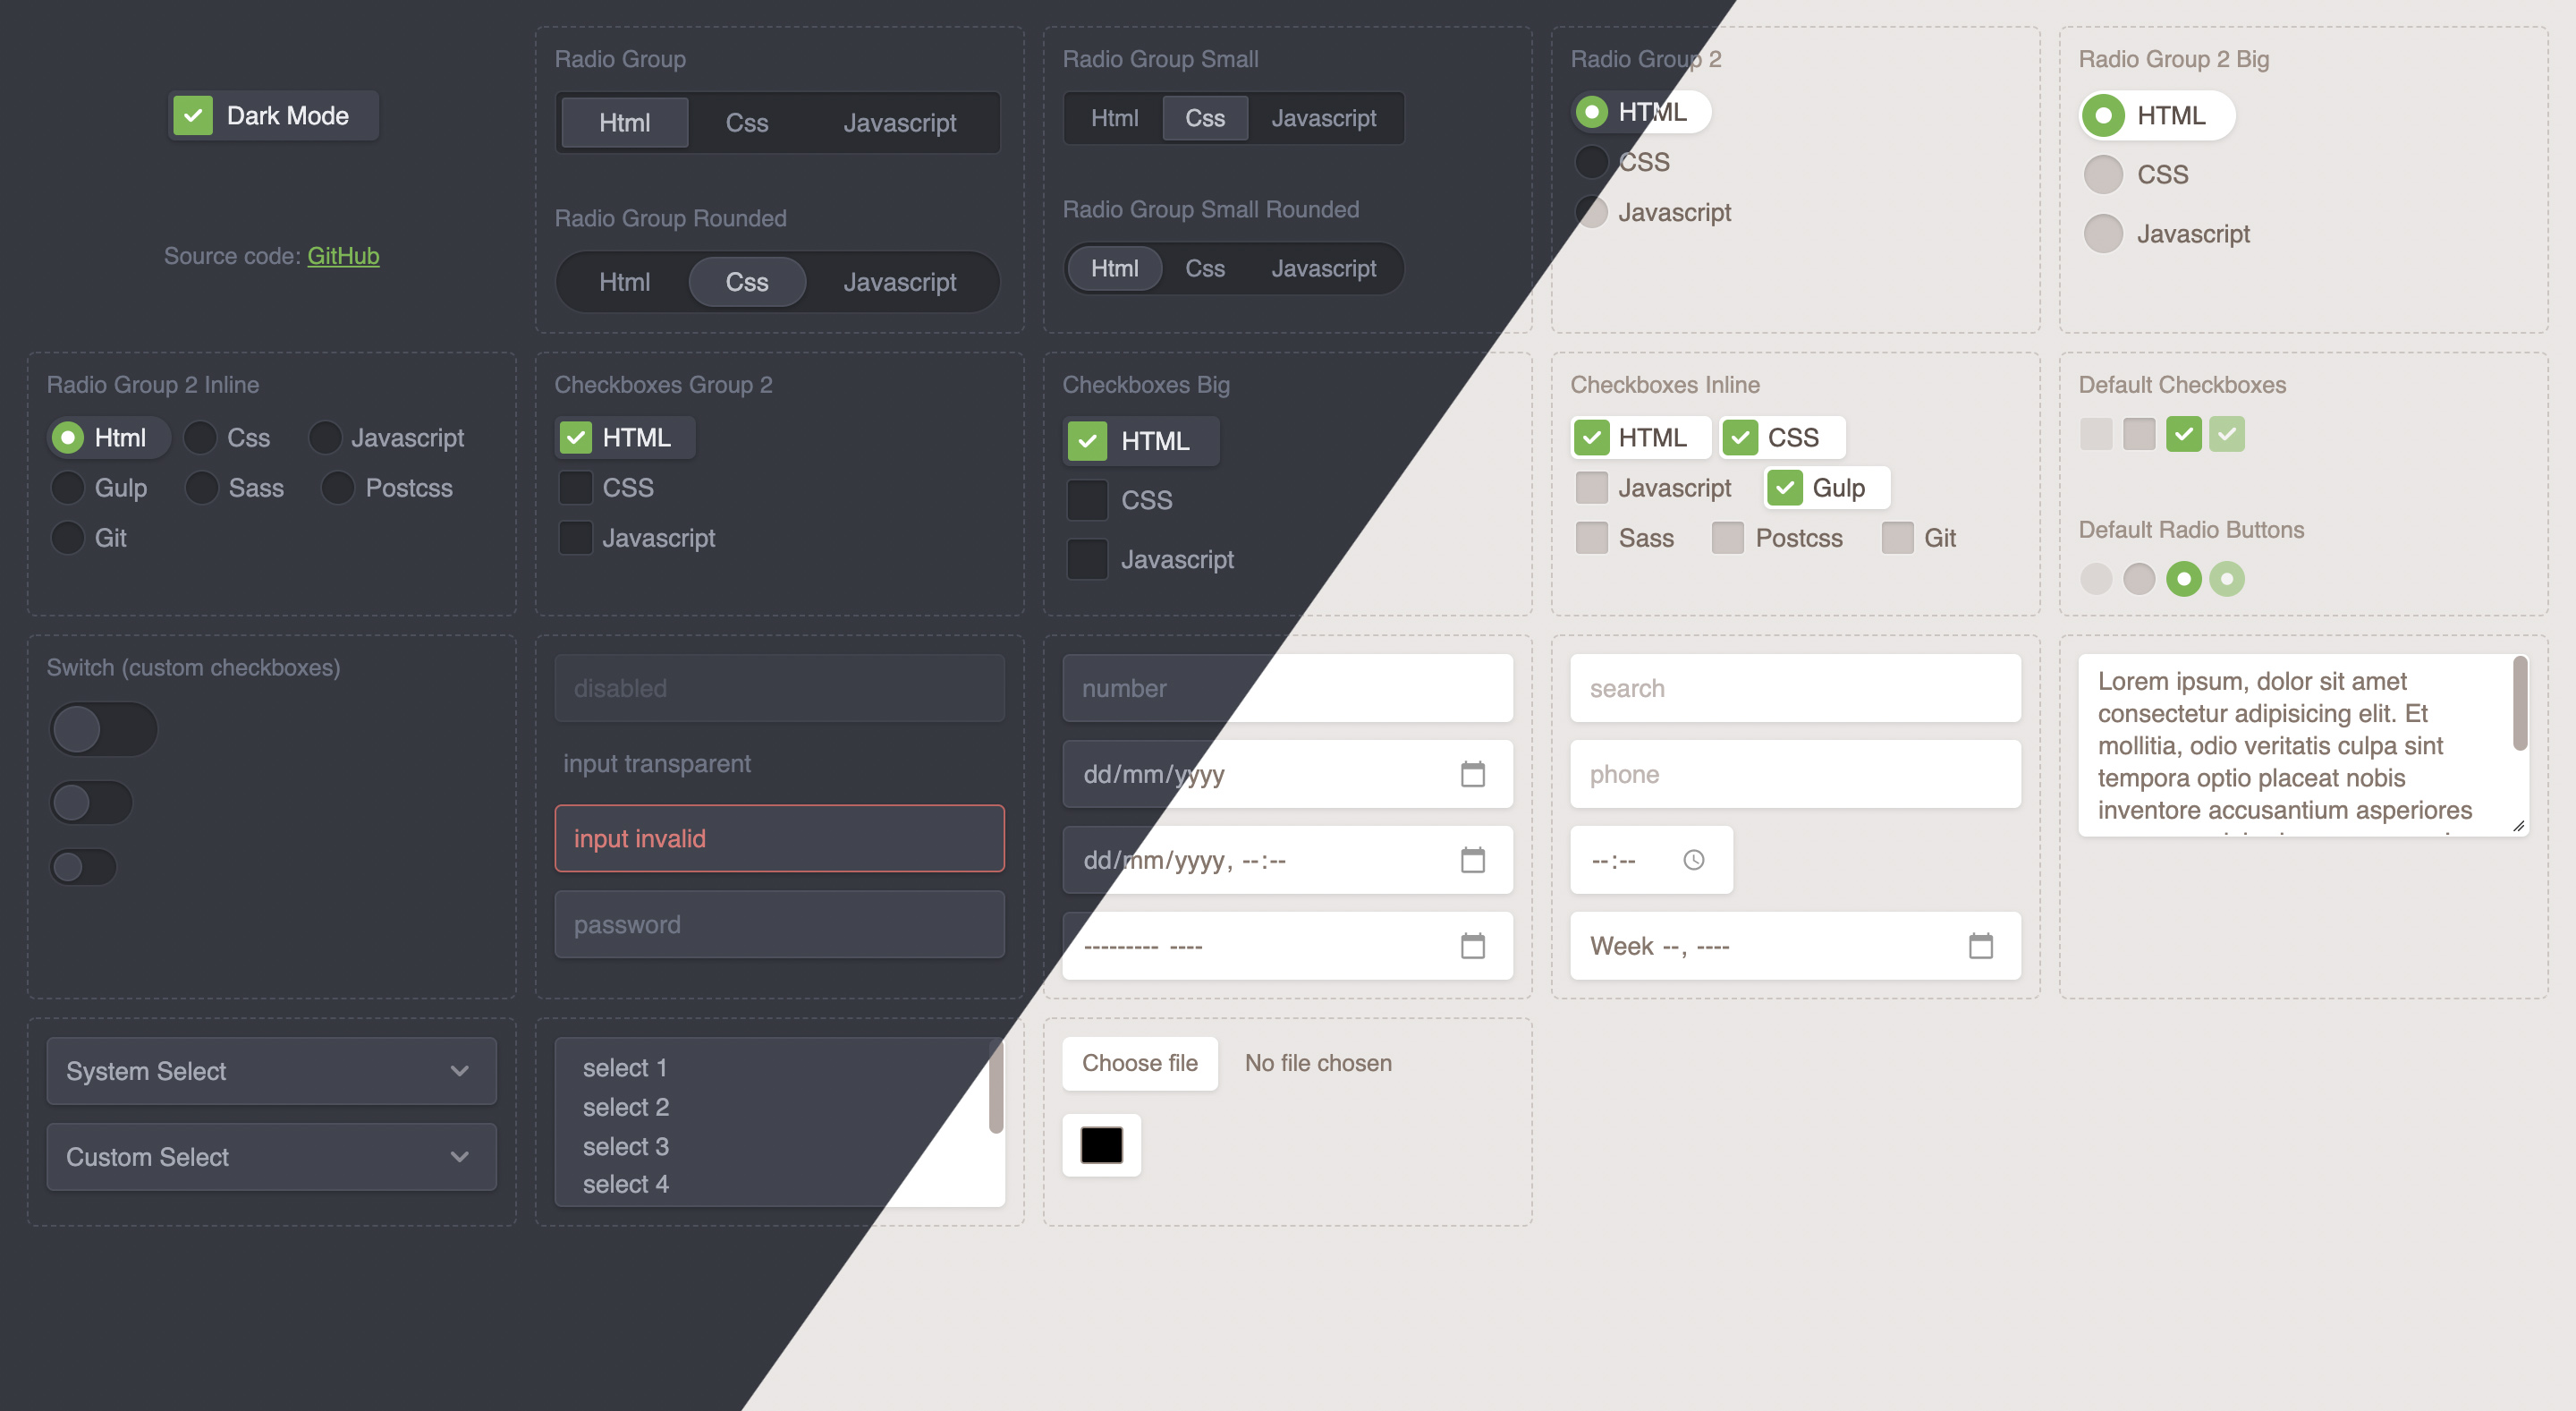 Dark Mode
Source code: GitHub
Radio Group
Html Css Javascript
Radio Group Rounded
Html Css Javascript
Radio Group Small
Html Css Javascript
Radio Group Small Rounded
Html Css Javascript
Radio Group 2
HTML
CSS
Javascript
Radio Group 2 Big
HTML
CSS
Javascript
Radio Group 2 Inline
Html Css Javascript
Gulp Sass Postcss
Git
Checkboxes Group 2
HTML
CSS
Javascript
Checkboxes Big
HTML
CSS
Javascript
Checkboxes Inline
HTML CSS
Javascript Gulp
Sass Postcss Git
Default Checkboxes
Default Radio Buttons
Switch (custom checkboxes)
disabled
input transparent
input invalid
password
number
dd/mm/yyyy
dd/mm/yyyy, --:--
--------- ----
search
phone
--:--
Week --, ----
Lorem ipsum, dolor sit amet
consectetur adipisicing elit. Et
mollitia, odio veritatis culpa sint
tempora optio placeat nobis
inventore accusantium asperiores
System Select
Custom Select
select 1
select 2
select 3
select 4
Choose file No file chosen